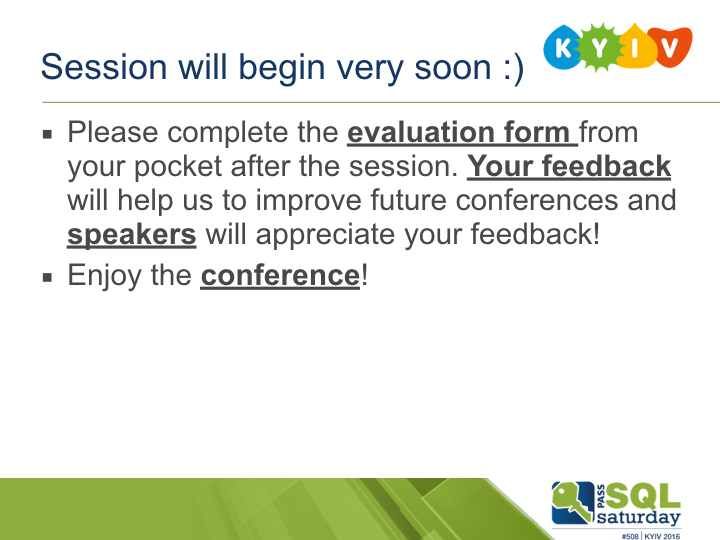 Session will begin very soon :)
KYIV
▪ Please complete the evaluation form from
your pocket after the session. Your feedback
will help us to improve future conferences and
speakers will appreciate your feedback!
▪ Enjoy the conference!
PASS
SQL
saturday
#508 | KYIV 2016